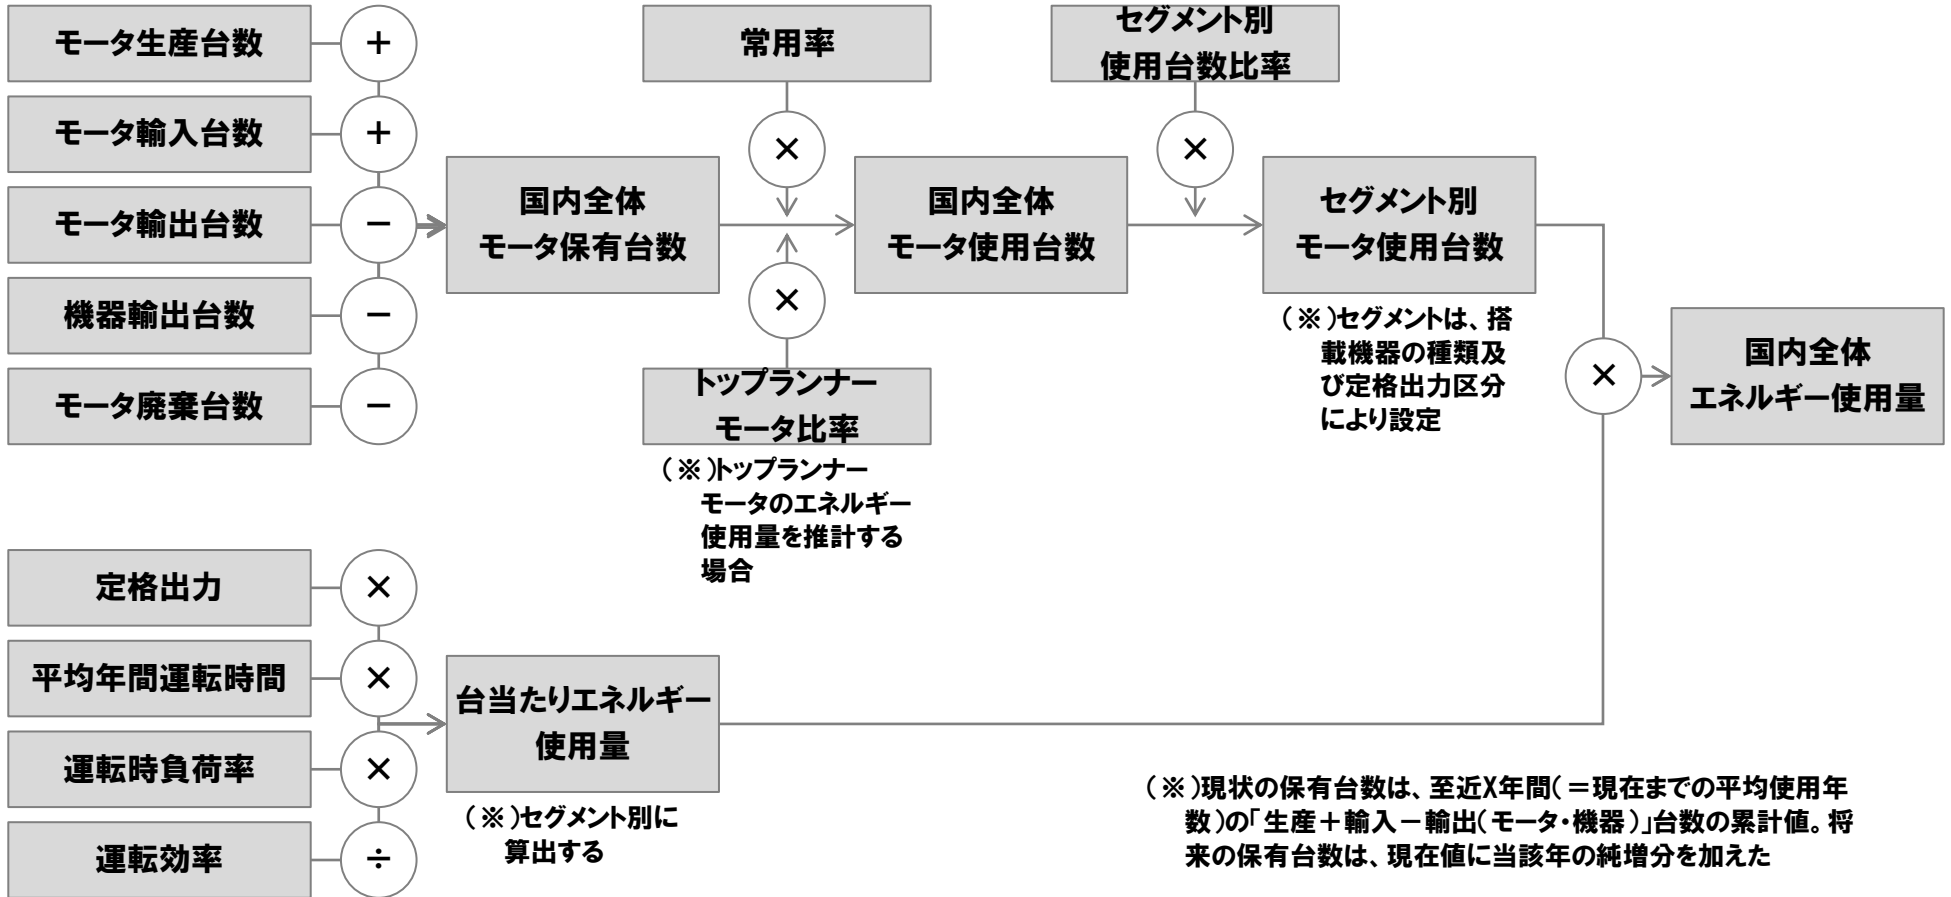 モータ生産台数
+
モータ輸入台数
+
モータ輸出台数
−
機器輸出台数
−
モータ廃棄台数
−
国内全体
モータ保有台数
常用率
×
トップランナー
モータ比率
×
(※)トップランナー
モータのエネルギー
使用量を推計する
場合
国内全体
モータ使用台数
セグメント別
使用台数比率
×
セグメント別
モータ使用台数
(※)セグメントは、搭
載機器の種類及
び定格出力区分
により設定
×
国内全体
エネルギー使用量
定格出力
×
平均年間運転時間
×
運転時負荷率
×
運転効率
÷
台当たりエネルギー
使用量
(※)セグメント別に
算出する
(※)現状の保有台数は、至近X年間(=現在までの平均使用年
数)の「生産+輸入−輸出(モータ・機器)」台数の累計値。将
来の保有台数は、現在値に当該年の純増分を加えた